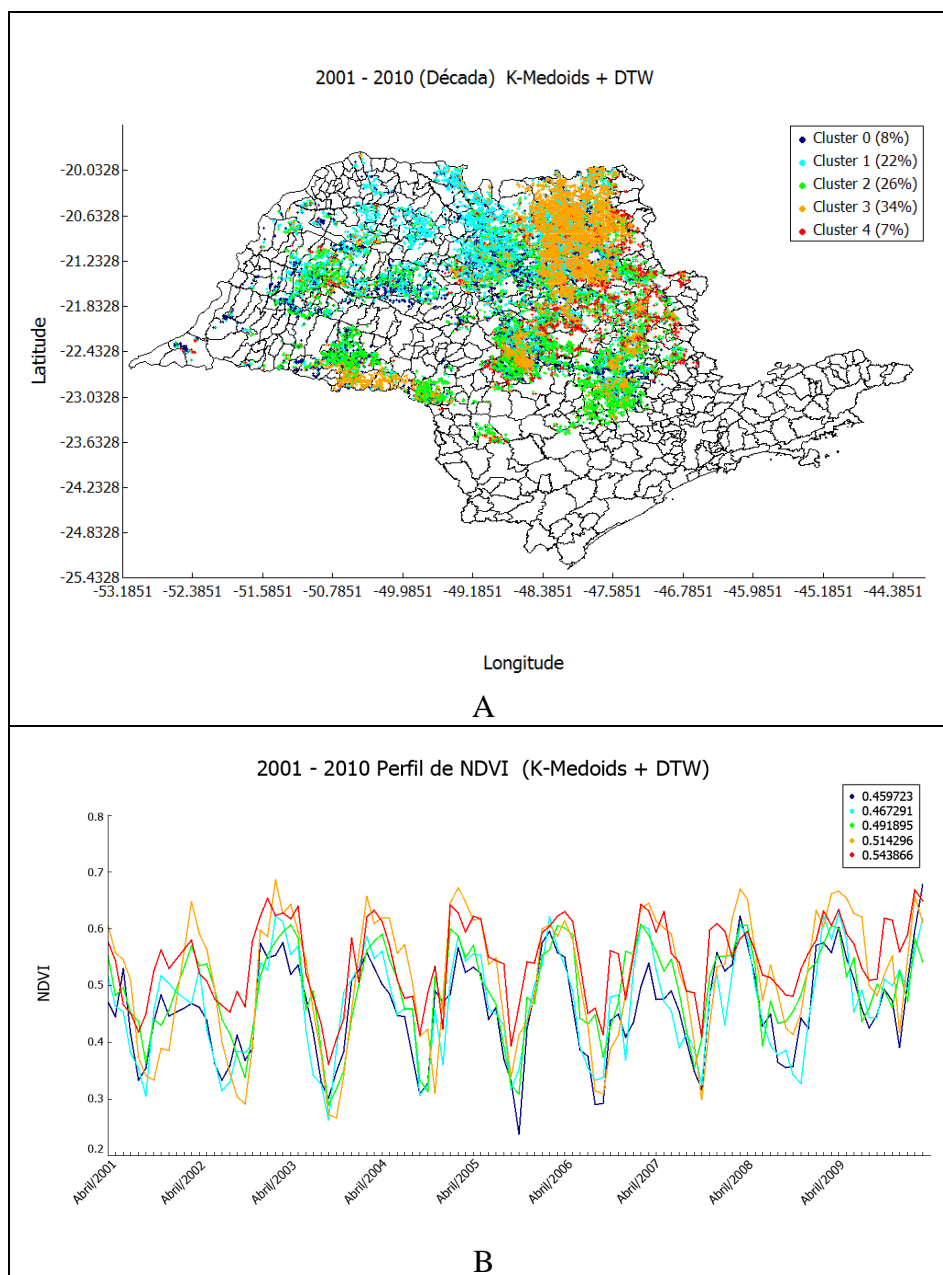 2001 - 2010 (Década) K-Medoids + DTW
Cluster 0 (8%)
Cluster 1 (22%)
Cluster 2 (26%)
Cluster 3 (34%)
Cluster 4 (7%)
Latitude
-20.0328
-20.6328
-21.2328
-21.8328
-22.4328
-23.0328
-23.6328
-24.2328
-24.8328
-25.4328
-53.1851 -52.3851 -51.5851 -50.7851 -49.9851 -49.1851 -48.3851 -47.5851 -46.7851 -45.9851 -45.1851 -44.3851
Longitude
A
2001 - 2010 Perfil de NDVI (K-Medoids + DTW)
0.459723
0.467291
0.491895
0.514296
0.543866
NDVI
0.8
0.7
0.6
0.5
0.4
0.3
0.2
Abril/2001 Abril/2002 Abril/2003 Abril/2004 Abril/2005 Abril/2006 Abril/2007 Abril/2008 Abril/2009
B